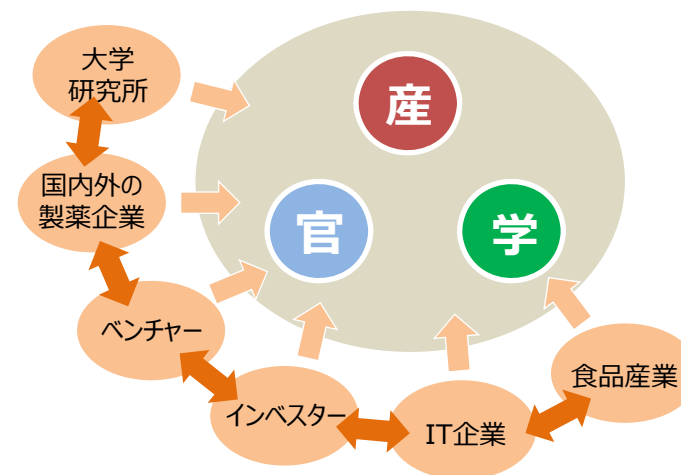 大学
研究所
産
国内外の
製薬企業
官
学
ベンチャー
食品産業
インベスター
IT企業